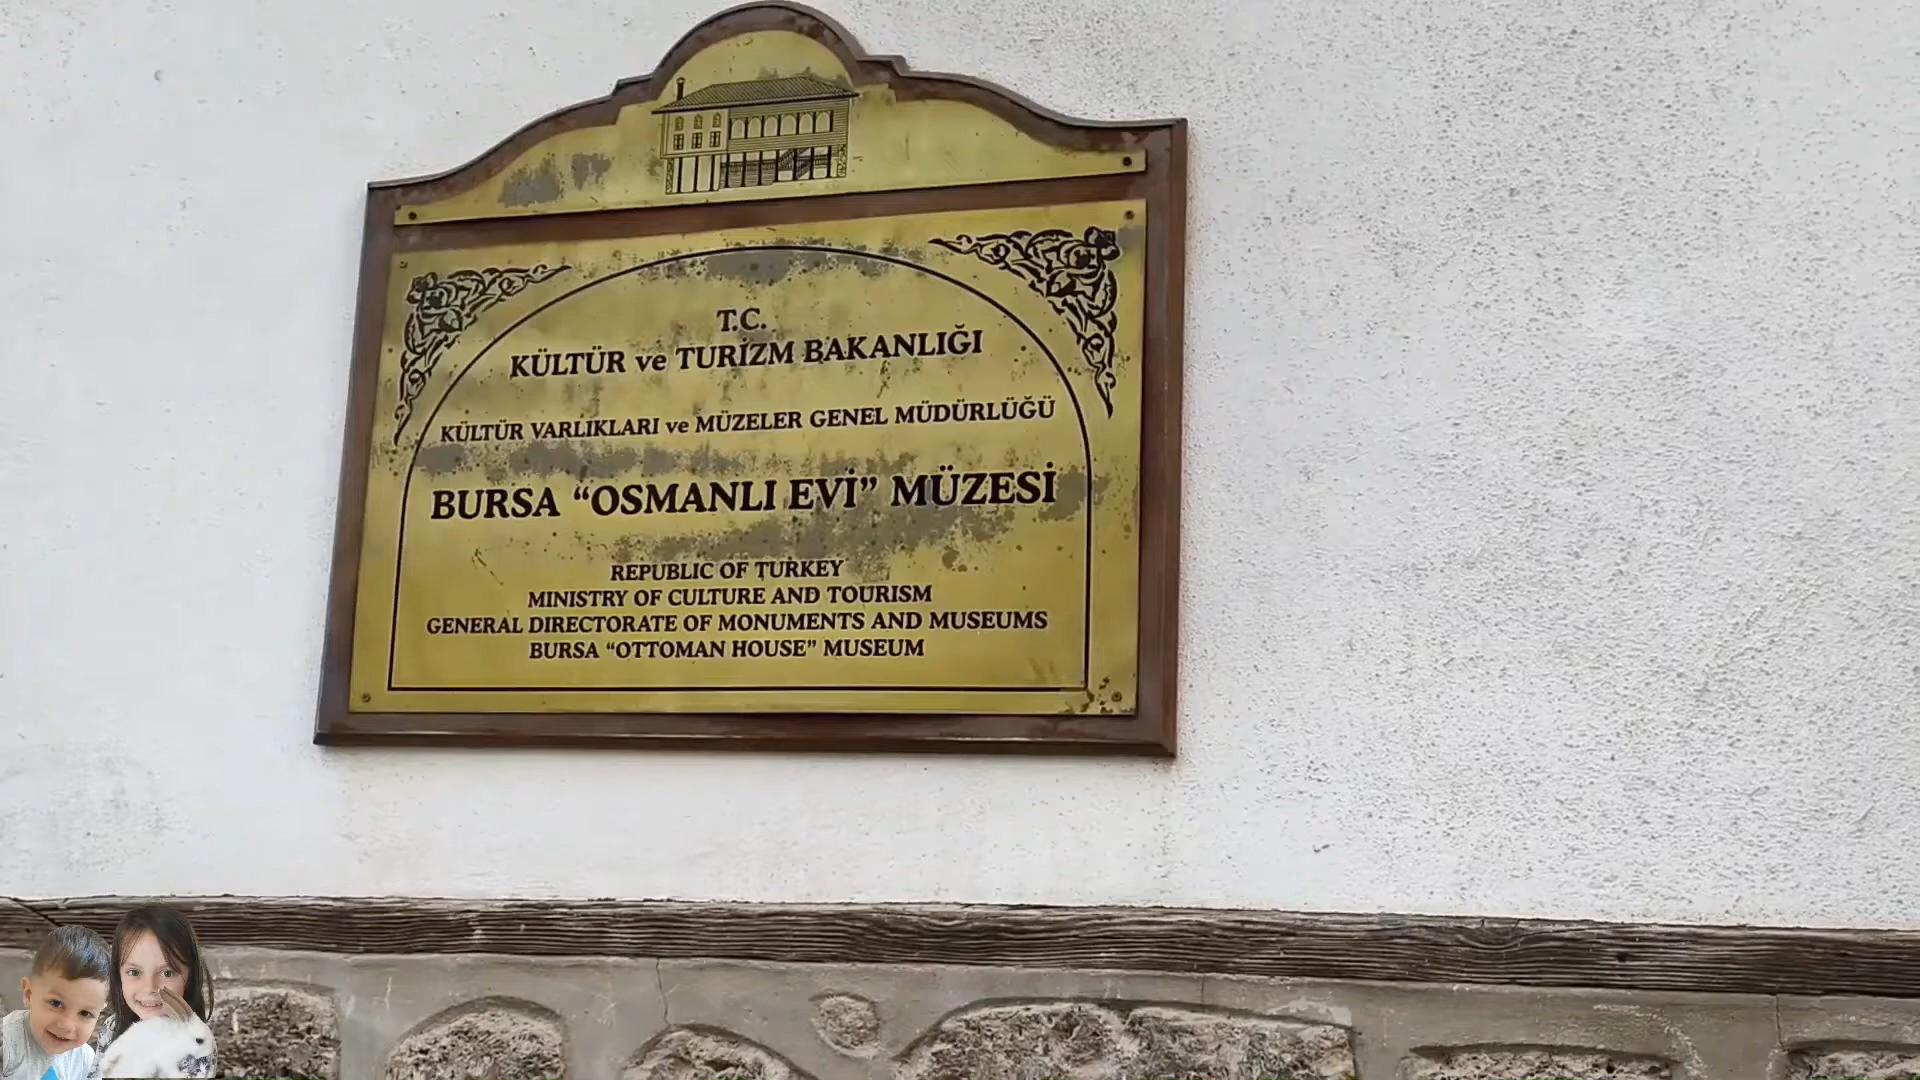 T.C.
KÜLTÜR ve TURİZM BAKANLIĞI
KÜLTÜR VARLIKLARI ve MÜZELER GENEL MÜDÜRLÜĞÜ
BURSA “OSMANLI EVİ” MÜZESİ
REPUBLIC OF TURKEY
MINISTRY OF CULTURE AND TOURISM
GENERAL DIRECTORATE OF MONUMENTS AND MUSEUMS
BURSA “OTTOMAN HOUSE” MUSEUM